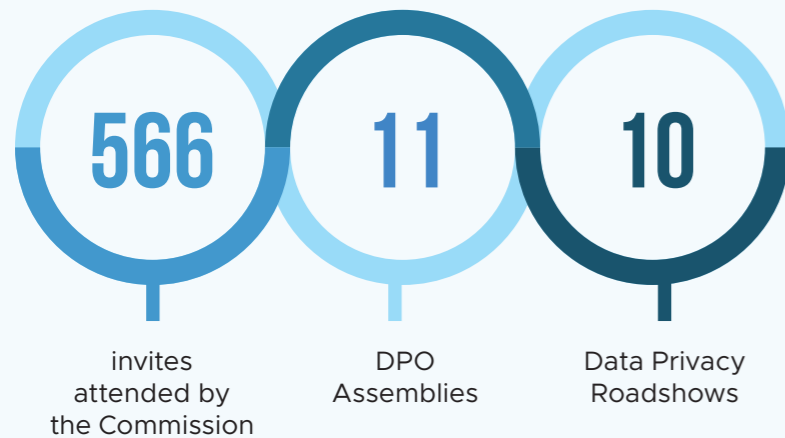 566
11
10
invites
attended by
the Commission
DPO
Assemblies
Data Privacy
Roadshows